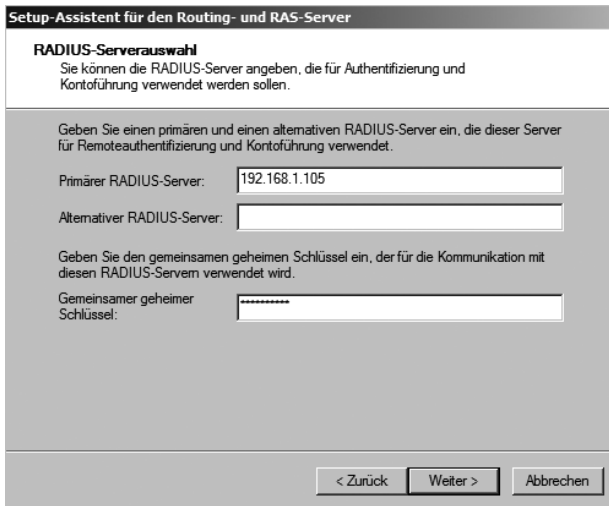 Setup-Assistent für den Routing- und RAS-Server
RADIUS-Serverauswahl
Sie können die RADIUS-Server angeben, die für Authentifizierung und
Kontoführung verwendet werden sollen.
Geben Sie einen primären und einen alternativen RADIUS-Server ein, die dieser Server
für Remoteauthentifizierung und Kontoführung verwendet.
Primärer RADIUS-Server: 192.168.1.105
Alternativer RADIUS-Server:
Geben Sie den gemeinsamen geheimen Schlüssel ein, der für die Kommunikation mit
diesen RADIUS-Servern verwendet wird.
Gemeinsamer geheimer
Schlüssel: **********
< Zurück Weiter > Abbrechen